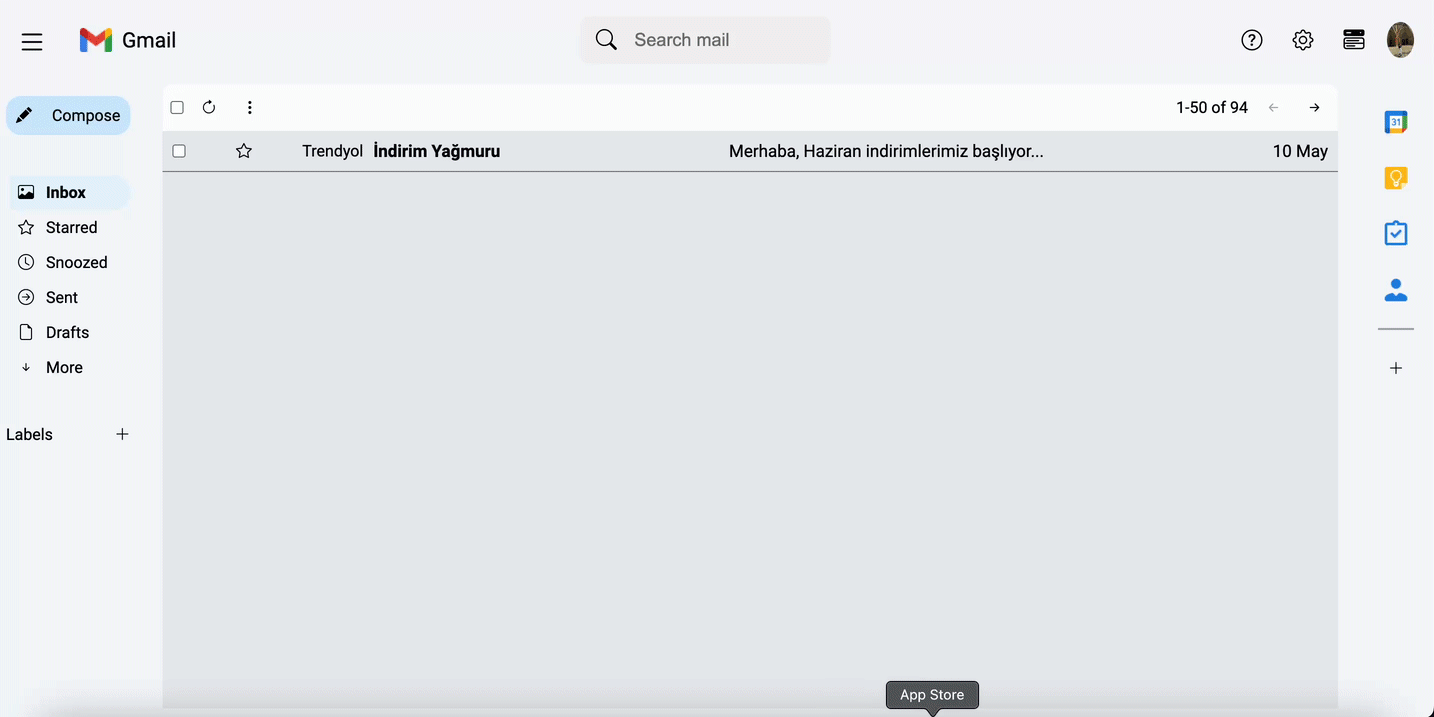 Gmail
Search mail
Compose
1-50 of 94
Trendyol İndirim Yağmuru Merhaba, Haziran indirimlerimiz başlıyor... 10 May
31
Inbox
Starred
Snoozed
Sent
Drafts
More
Labels
App Store